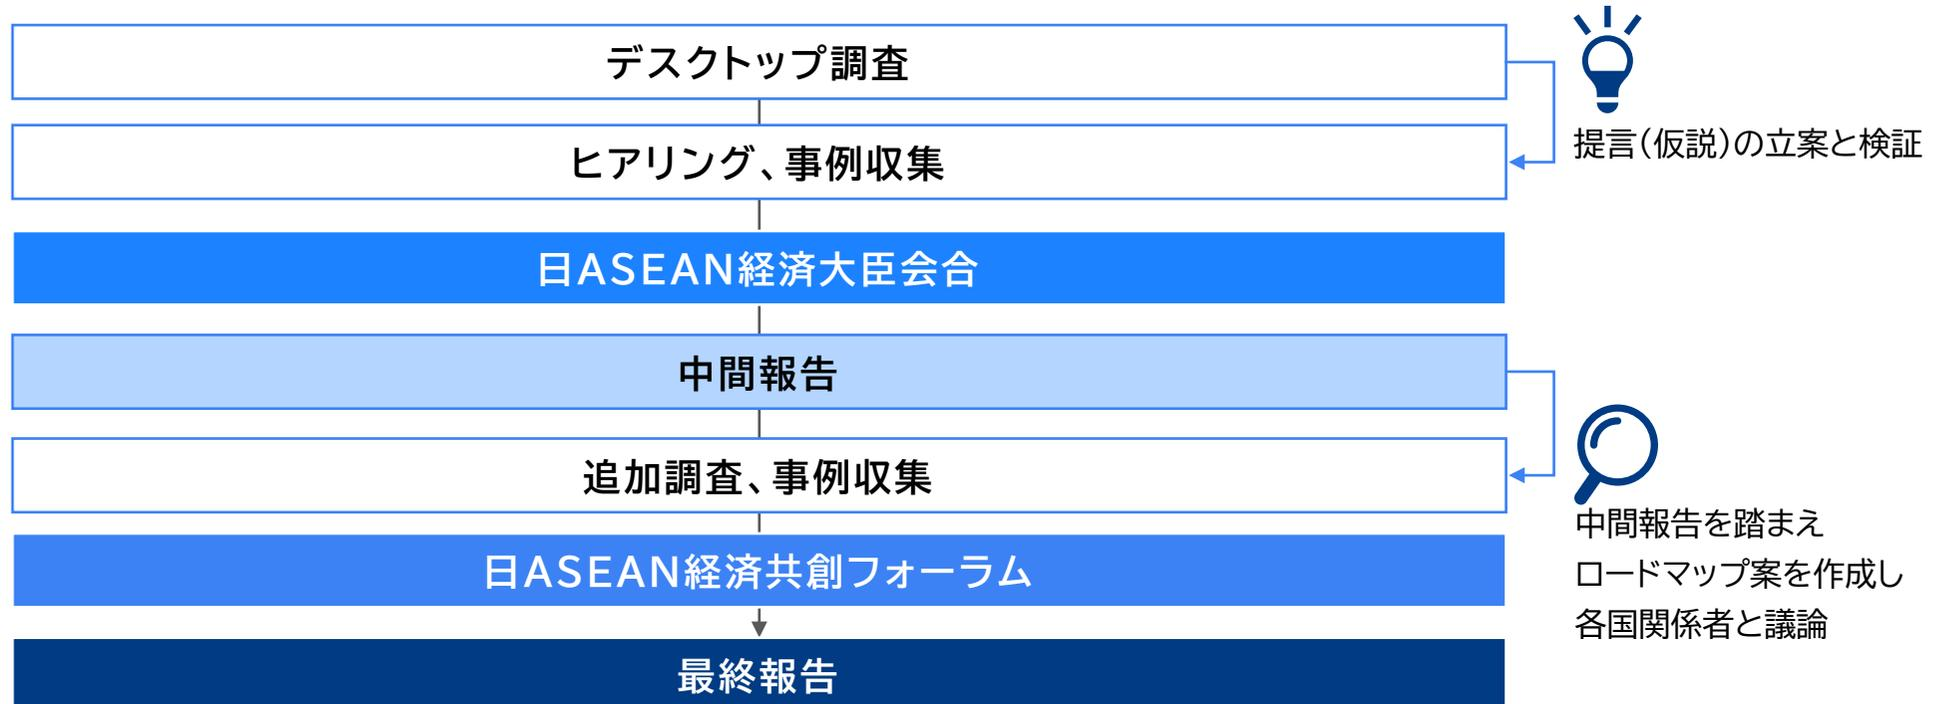 デスクトップ調査
提言(仮説)の立案と検証
ヒアリング、事例収集
日ASEAN経済大臣会合
中間報告
追加調査、事例収集
中間報告を踏まえ
ロードマップ案を作成し
各国関係者と議論
日ASEAN経済共創フォーラム
最終報告